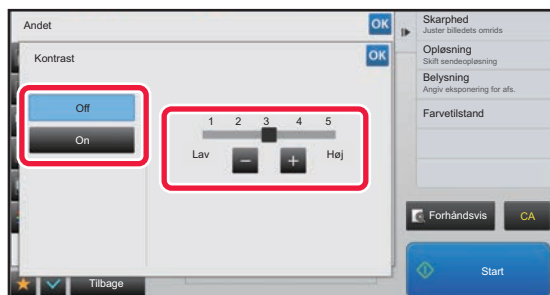 Andet
OK
Kontrast
OK
Off
On
1 2 3 4 5
Lav
−
+
Høj
Tilbage
Skarphed
Juster billedets omrids
Opløsning
Skift sendeopløsning
Belysning
Angiv eksponering for afs.
Farvetilstand
Forhåndsvis
CA
Start